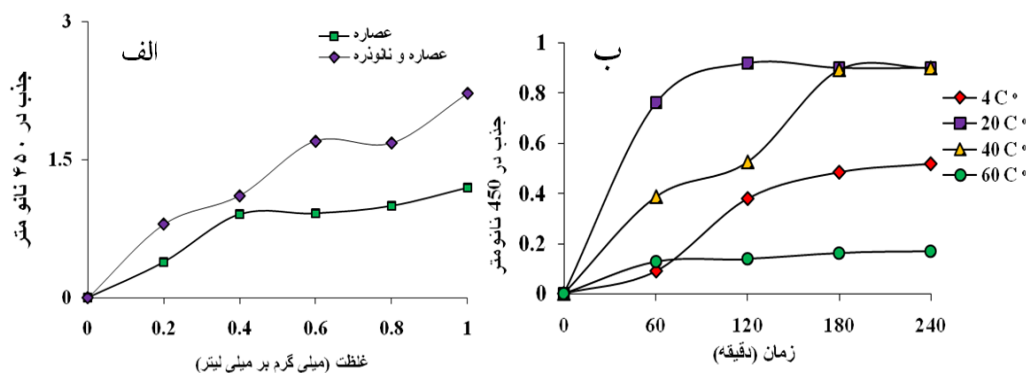 الف
عصاره
عصاره و نانوذره
3
1.5
0
جذب در ۴۵۰ نانو متر
0 0.2 0.4 0.6 0.8 1
غلظت (میلی گرم بر میلی لیتر)
ب
1
0.8
0.6
0.4
0.2
0
جذب در 450 نانومتر
0 60 120 180 240
زمان (دقیقه)
4 C °
20 C °
40 C °
60 C °